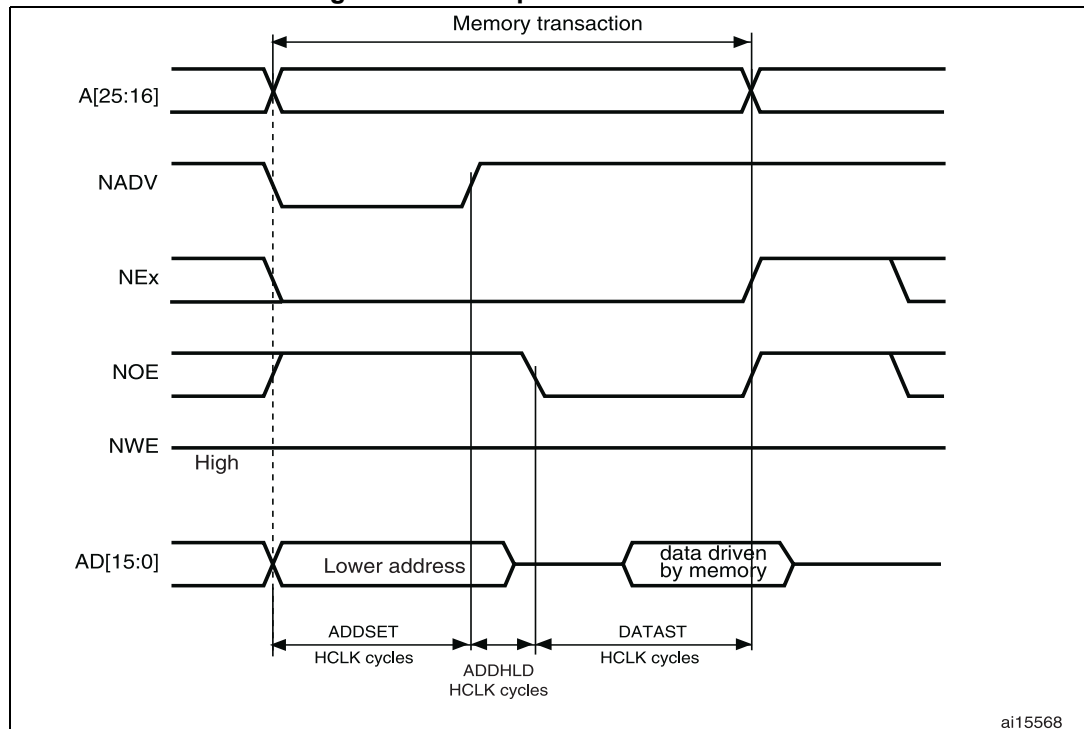 Memory transaction
A[25:16]
NADV
NEx
NOE
NWE
High
AD[15:0]
Lower address
data driven
by memory
ADDSET
HCLK cycles
ADDHLD
HCLK cycles
DATAST
HCLK cycles
ai15568